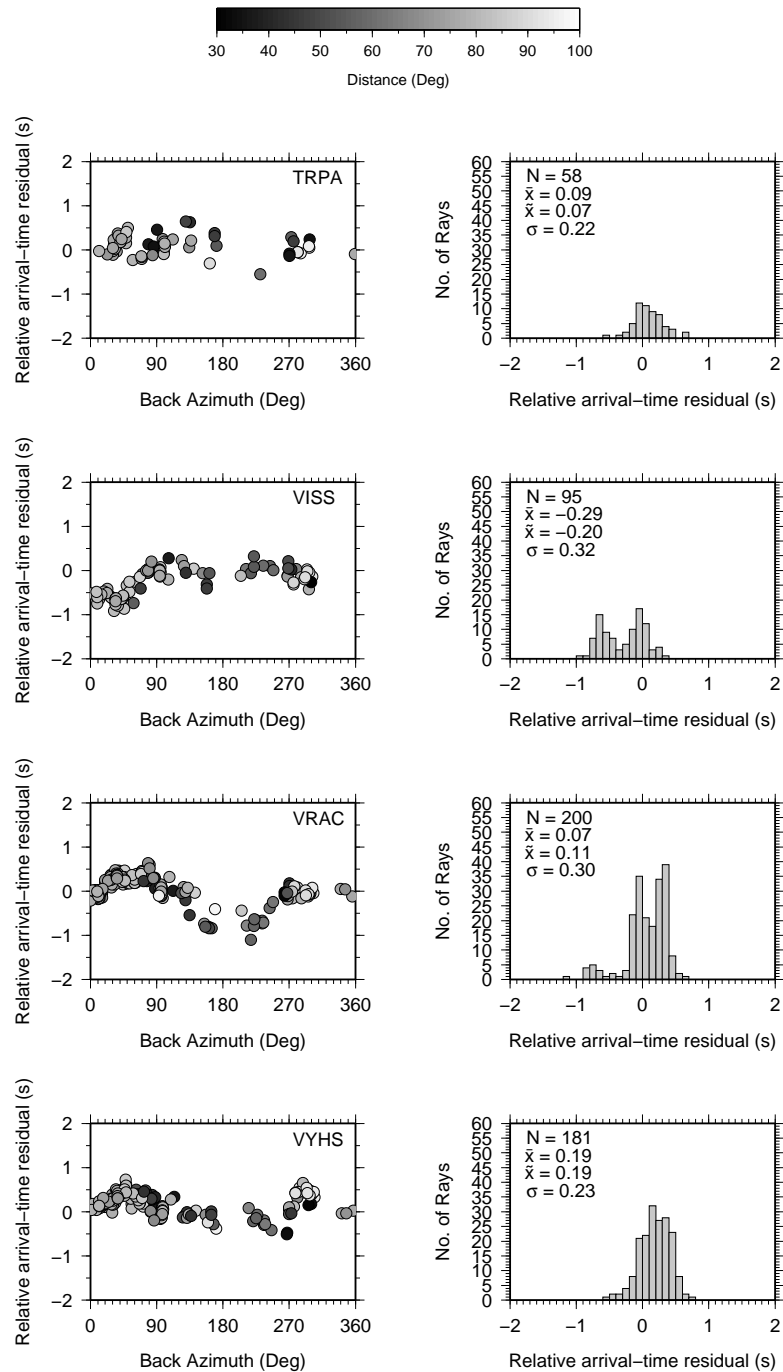 30 40 50 60 70 80 90 100
Distance (Deg)
Relative arrival−time residual (s)
2
1
0
−1
−2
TRPA
0 90 180 270 360
Back Azimuth (Deg)
No. of Rays
60
55
50
45
40
35
30
25
20
15
10
5
0
N = 58
x̄ = 0.09
x̃ = 0.07
σ = 0.22
−2 −1 0 1 2
Relative arrival−time residual (s)
Relative arrival−time residual (s)
2
1
0
−1
−2
VISS
0 90 180 270 360
Back Azimuth (Deg)
No. of Rays
60
55
50
45
40
35
30
25
20
15
10
5
0
N = 95
x̄ = −0.29
x̃ = −0.20
σ = 0.32
−2 −1 0 1 2
Relative arrival−time residual (s)
Relative arrival−time residual (s)
2
1
0
−1
−2
VRAC
0 90 180 270 360
Back Azimuth (Deg)
No. of Rays
60
55
50
45
40
35
30
25
20
15
10
5
0
N = 200
x̄ = 0.07
x̃ = 0.11
σ = 0.30
−2 −1 0 1 2
Relative arrival−time residual (s)
Relative arrival−time residual (s)
2
1
0
−1
−2
VYHS
0 90 180 270 360
Back Azimuth (Deg)
No. of Rays
60
55
50
45
40
35
30
25
20
15
10
5
0
N = 181
x̄ = 0.19
x̃ = 0.19
σ = 0.23
−2 −1 0 1 2
Relative arrival−time residual (s)